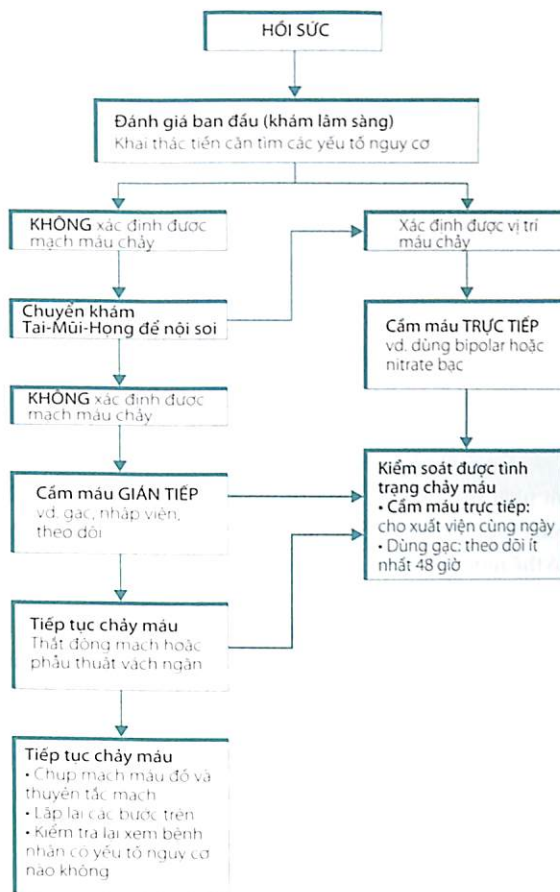 HỒI SỨC
Đánh giá ban đầu (khám lâm sàng)
Khai thác tiền căn tìm các yếu tố nguy cơ
KHÔNG xác định được
mạch máu chảy
Xác định được vị trí
máu chảy
Chuyển khám
Tai-Mũi-Họng để nội soi
Cầm máu TRỰC TIẾP
vd. dùng bipolar hoặc
nitrate bạc
KHÔNG xác định được
mạch máu chảy
Cầm máu GIÁN TIẾP
vd. gạc, nhập viện,
theo dõi
Kiểm soát được tình
trạng chảy máu
• Cầm máu trực tiếp:
cho xuất viện cùng ngày
• Dùng gạc: theo dõi ít
nhất 48 giờ
Tiếp tục chảy máu
Thắt động mạch hoặc
phẫu thuật vách ngăn
Tiếp tục chảy máu
• Chụp mạch máu đồ và
thuyên tắc mạch
• Lặp lại các bước trên
• Kiểm tra lại xem bệnh
nhân có yếu tố nguy cơ
nào không